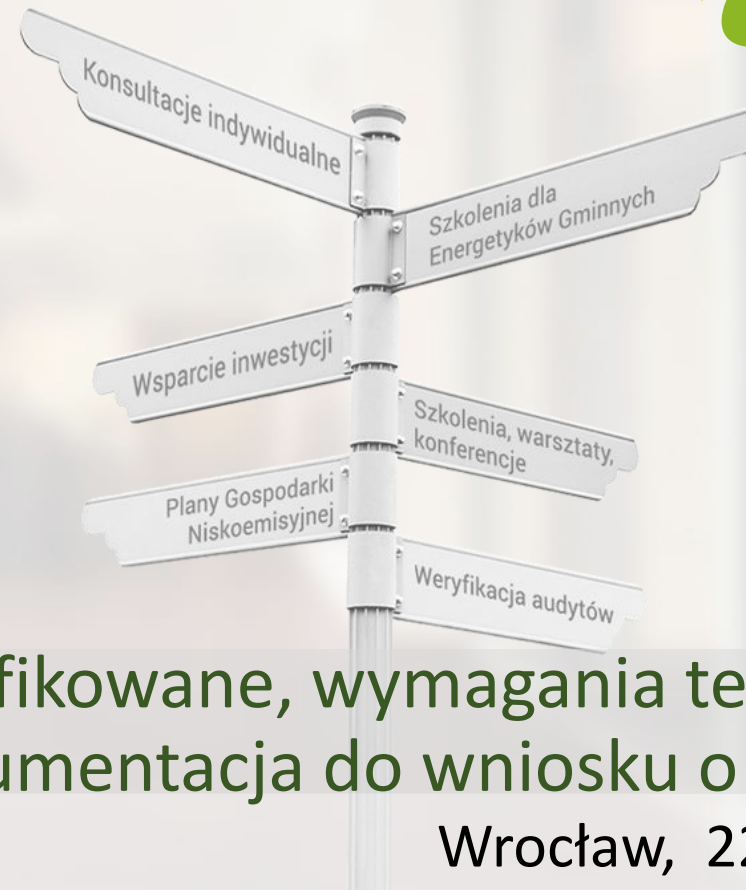 Konsultacje indywidualne
Szkolenia dla
Energetyków Gminnych
Wsparcie inwestycji
Szkolenia, warsztaty,
konferencje
Plany Gospodarki
Niskoemisyjnej
Weryfikacja audytów
fikowane, wymagania te
umentacja do wniosku o
Wrocław, 22